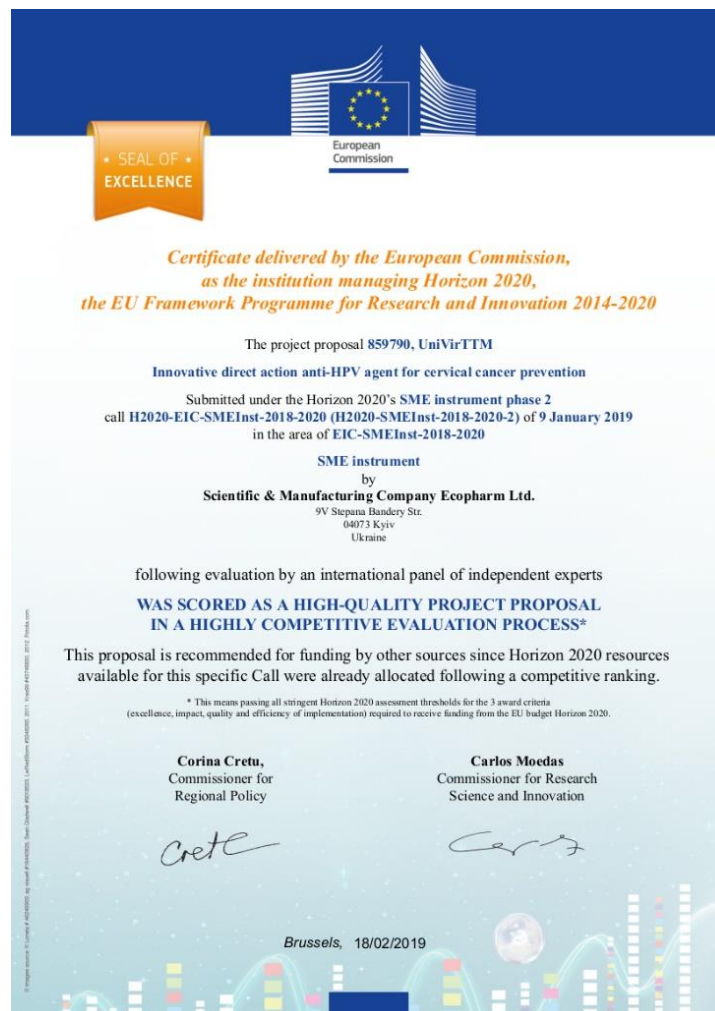 European
Commission
★ SEAL OF ★
EXCELLENCE
Certificate delivered by the European Commission,
as the institution managing Horizon 2020,
the EU Framework Programme for Research and Innovation 2014-2020
The project proposal 859790, UniVirTTM
Innovative direct action anti-HPV agent for cervical cancer prevention
Submitted under the Horizon 2020's SME instrument phase 2
call H2020-EIC-SMEInst-2018-2020 (H2020-SMEInst-2018-2020-2) of 9 January 2019
in the area of EIC-SMEInst-2018-2020
SME instrument
by
Scientific & Manufacturing Company Ecopharm Ltd.
9V Stepana Bandery Str.
04073 Kyiv
Ukraine
following evaluation by an international panel of independent experts
WAS SCORED AS A HIGH-QUALITY PROJECT PROPOSAL
IN A HIGHLY COMPETITIVE EVALUATION PROCESS*
This proposal is recommended for funding by other sources since Horizon 2020 resources
available for this specific Call were already allocated following a competitive ranking.
* This means passing all stringent Horizon 2020 assessment thresholds for the 3 award criteria
(excellence, impact, quality and efficiency of implementation) required to receive funding from the EU budget Horizon 2020.
Corina Cretu,
Commissioner for
Regional Policy
Carlos Moedas
Commissioner for Research
Science and Innovation
Brussels, 18/02/2019